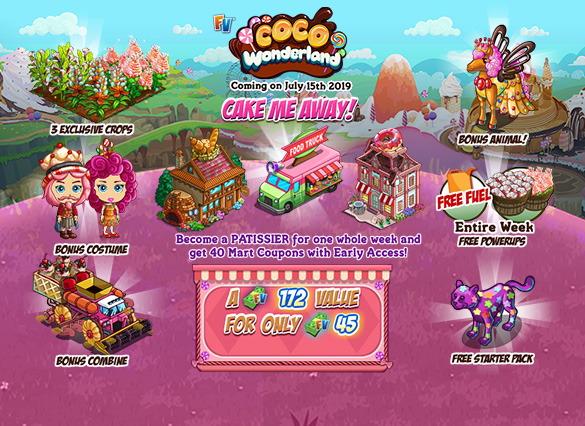 FV
COCO
Wonderland
Coming on July 15th 2019
CAKE ME AWAY!
3 EXCLUSIVE CROPS
BONUS ANIMAL!
FOOD TRUCK
FREE FUEL
Entire Week
FREE POWERUPS
BONUS COSTUME
Become a PATISSIER for one whole week and
get 40 Mart Coupons with Early Access!
A FV 172 VALUE
FOR ONLY FV 45
BONUS COMBINE
FREE STARTER PACK